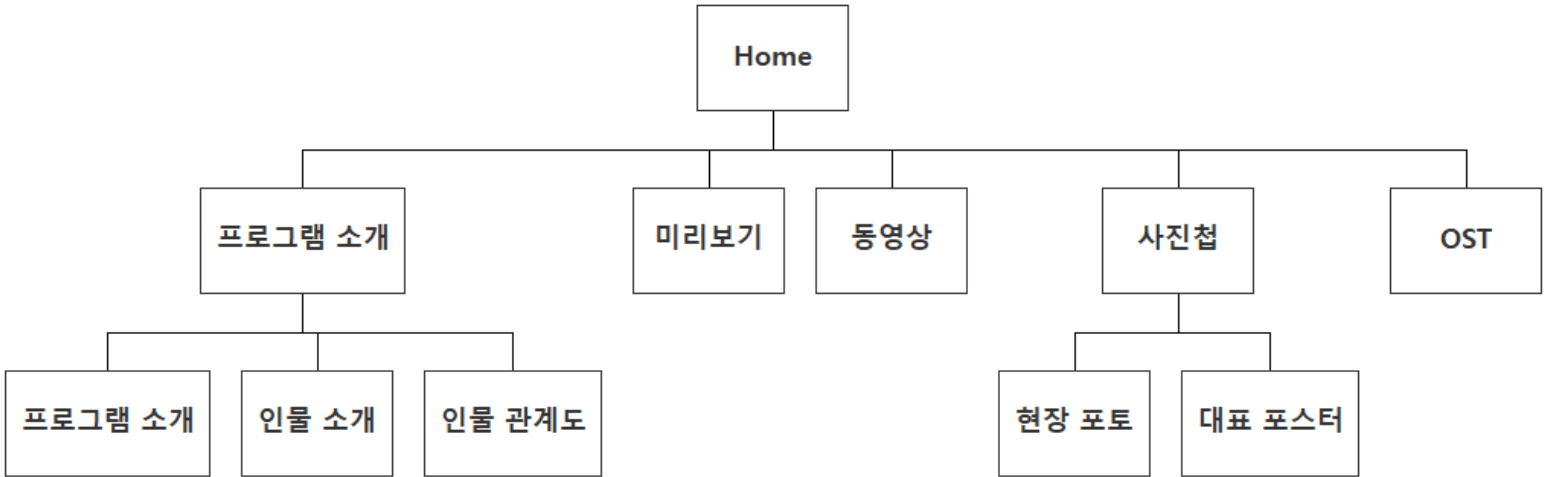 Home
프로그램 소개
미리보기
동영상
사진첩
OST
프로그램 소개
인물 소개
인물 관계도
현장 포토
대표 포스터